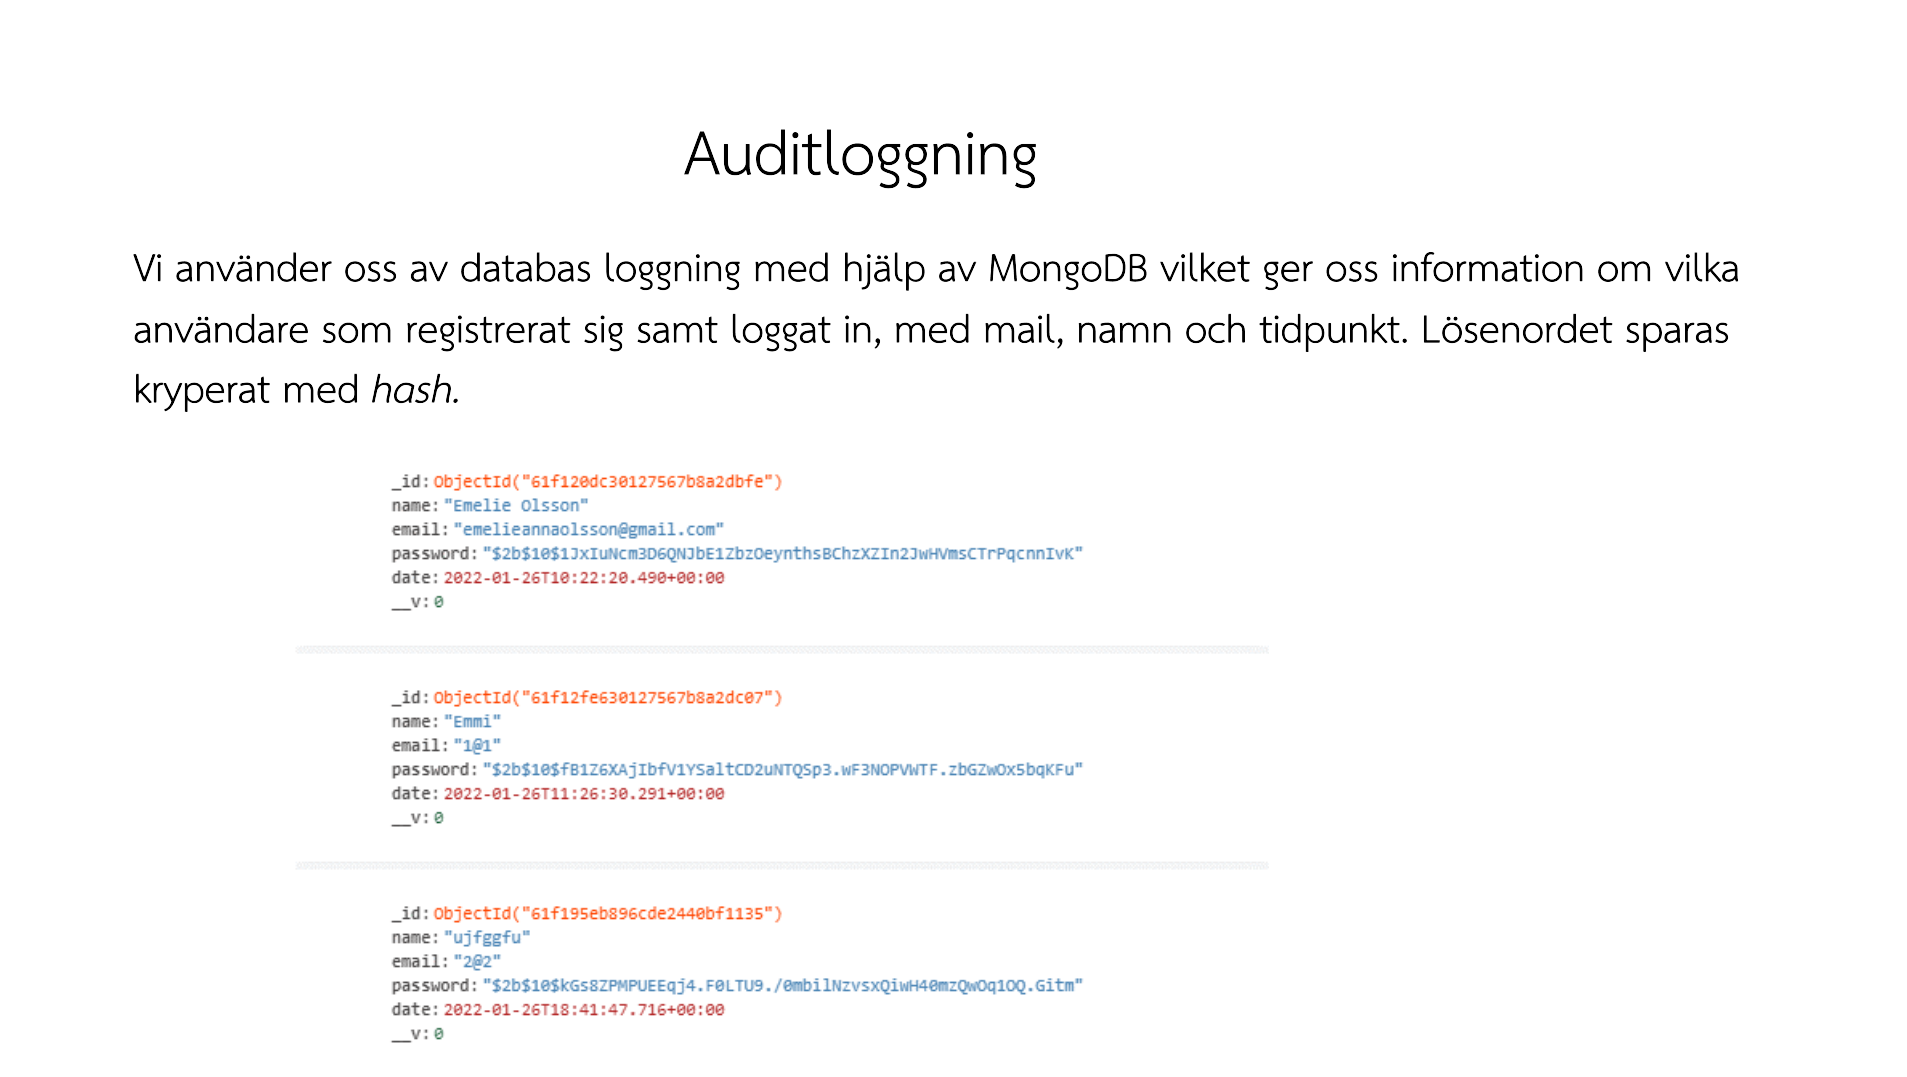 Auditloggning
Vi använder oss av databas loggning med hjälp av MongoDB vilket ger oss information om vilka
användare som registrerat sig samt loggat in, med mail, namn och tidpunkt. Lösenordet sparas
kryperat med hash.
_id: ObjectId("61f120dc30127567b8a2dbfe")
name: "Emelie Olsson"
email: "emelieannaolsson@gmail.com"
password: "$2b$10$1JxIuNcm3D6QNJbE1ZbzOeynthsBChzXZIn2JwHVmsCTrPqcnnIvK"
date: 2022-01-26T10:22:20.490+00:00
__v: 0
_id: ObjectId("61f12fe630127567b8a2dc07")
name: "Emmi"
email: "1@1"
password: "$2b$10$fB1Z6XAjIbfV1YSaltCD2uNTQSp3.wF3NOPVWTF.zbGZwOx5bqKFu"
date: 2022-01-26T11:26:30.291+00:00
__v: 0
_id: ObjectId("61f195eb896cde2440bf1135")
name: "ujfggfu"
email: "2@2"
password: "$2b$10$kGs8ZPMPUEEqj4.F0LTU9./0mbilNzvsxQiwH40mzQwOq1OQ.Gitm"
date: 2022-01-26T18:41:47.716+00:00
__v: 0